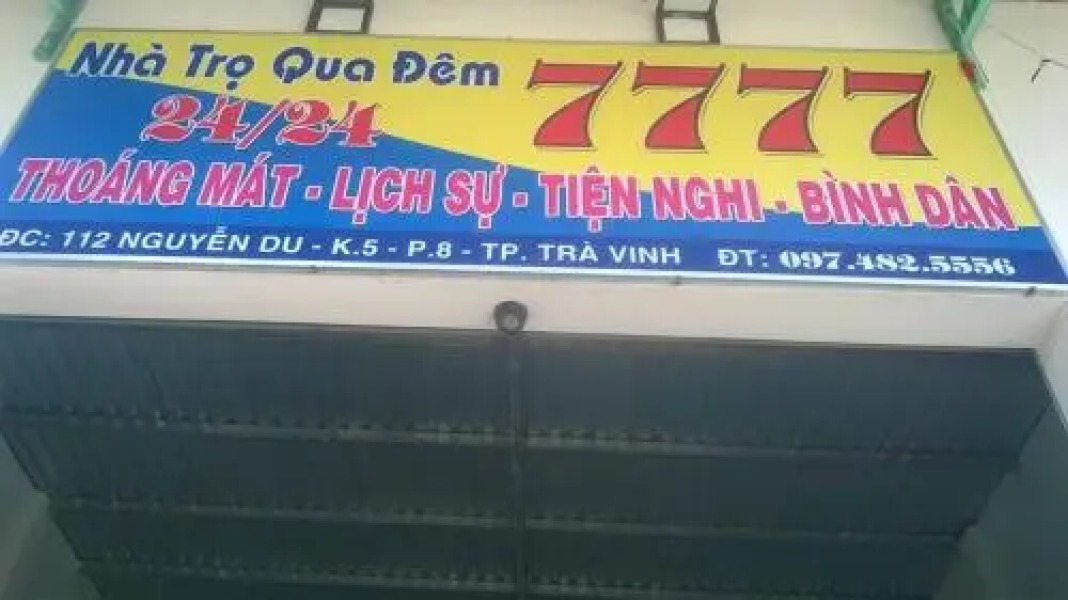 Nhà Trọ Qua Đêm 7777
24/24
THOÁNG MÁT - LỊCH SỰ - TIỆN NGHI - BÌNH DÂN
ĐC: 112 NGUYỄN DU - K.5 - P.8 - TP. TRÀ VINH ĐT: 097.482.5556